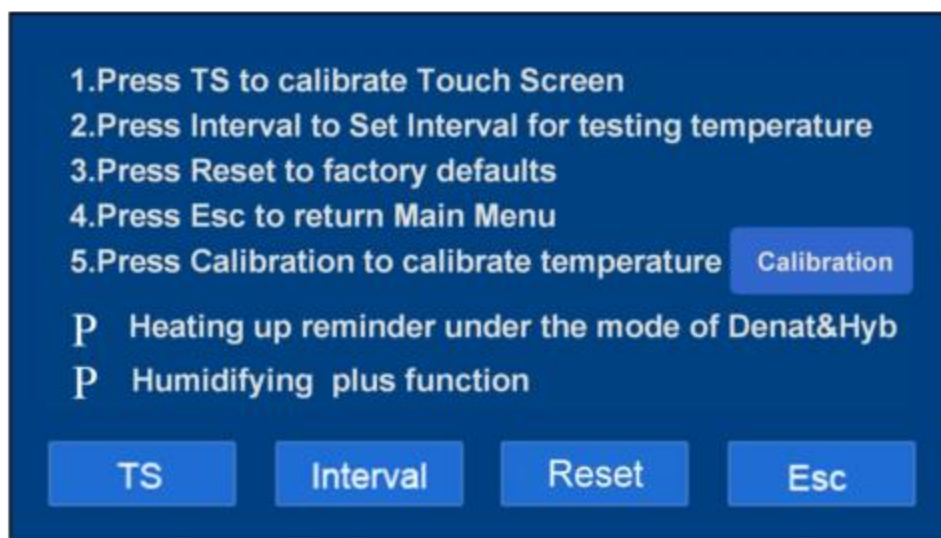 1.Press TS to calibrate Touch Screen
2.Press Interval to Set Interval for testing temperature
3.Press Reset to factory defaults
4.Press Esc to return Main Menu
5.Press Calibration to calibrate temperature Calibration
P Heating up reminder under the mode of Denat&Hyb
P Humidifying plus function
TS Interval Reset Esc